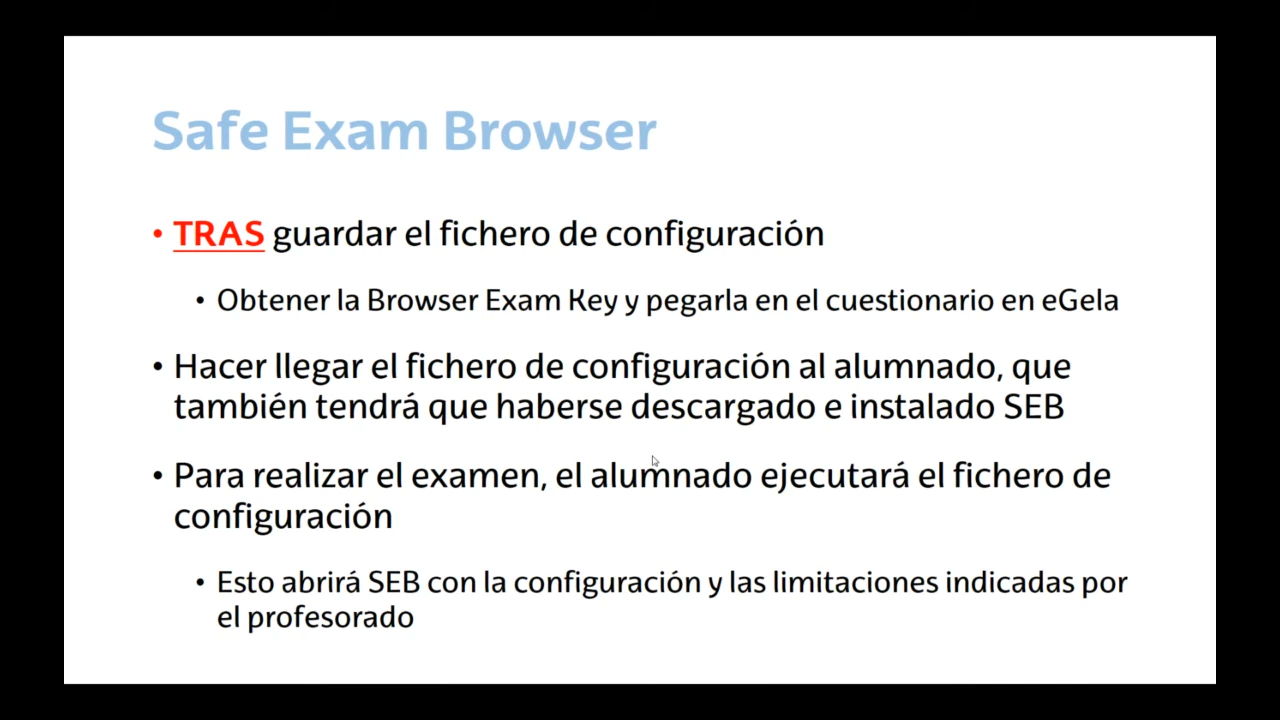 Safe Exam Browser
• TRAS guardar el fichero de configuración
• Obtener la Browser Exam Key y pegarla en el cuestionario en eGela
• Hacer llegar el fichero de configuración al alumnado, que
también tendrá que haberse descargado e instalado SEB
• Para realizar el examen, el alumnado ejecutará el fichero de
configuración
• Esto abrirá SEB con la configuración y las limitaciones indicadas por
el profesorado